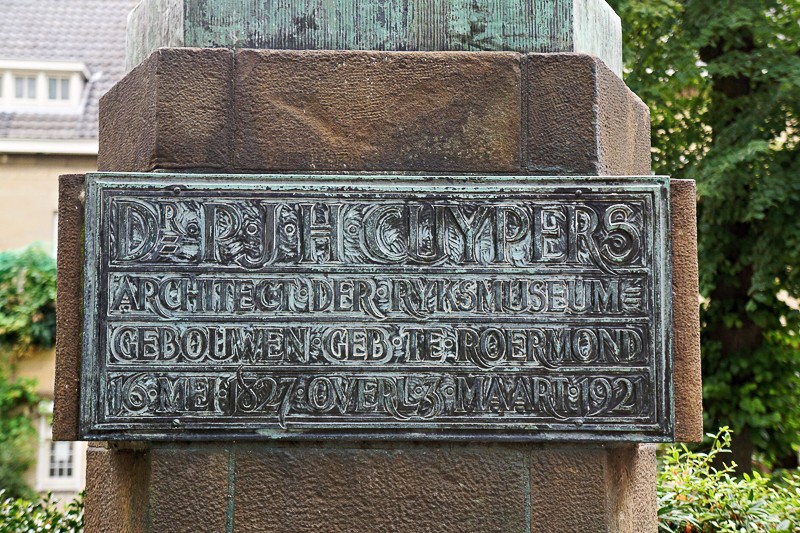 DR. P. J. H. CUYPERS
ARCHITECT · DER RYKSMUSEUM
GEBOUWEN · GEB · TE · ROERMOND
16 · MEI · 1827 · OVERL · 3 · MAART · 1921